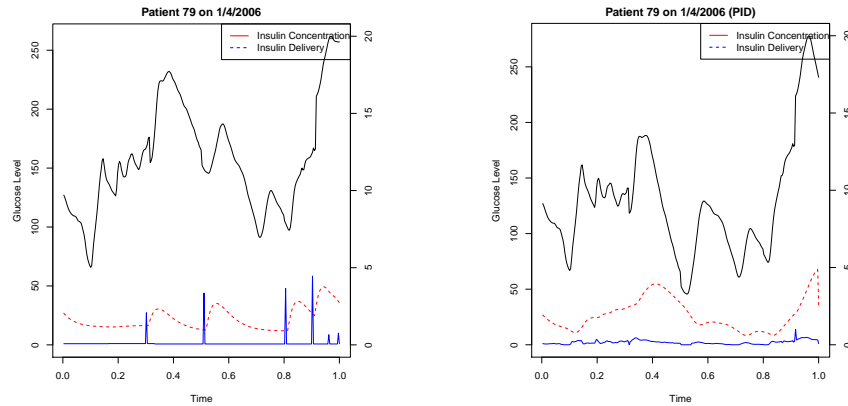 Patient 79 on 1/4/2006
Insulin Concentration
Insulin Delivery
Glucose Level
0
50
100
150
200
250
0
5
10
15
20
0.0 0.2 0.4 0.6 0.8 1.0
Time
Patient 79 on 1/4/2006 (PID)
Insulin Concentration
Insulin Delivery
Glucose Level
0
50
100
150
200
250
0
5
10
15
20
0.0 0.2 0.4 0.6 0.8 1.0
Time